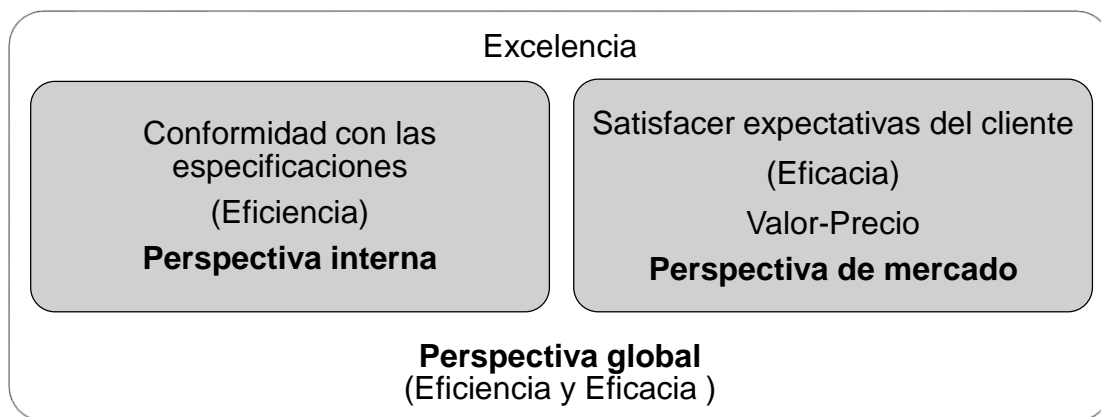 Excelencia
Conformidad con las
especificaciones
(Eficiencia)
Perspectiva interna
Satisfacer expectativas del cliente
(Eficacia)
Valor-Precio
Perspectiva de mercado
Perspectiva global
(Eficiencia y Eficacia )